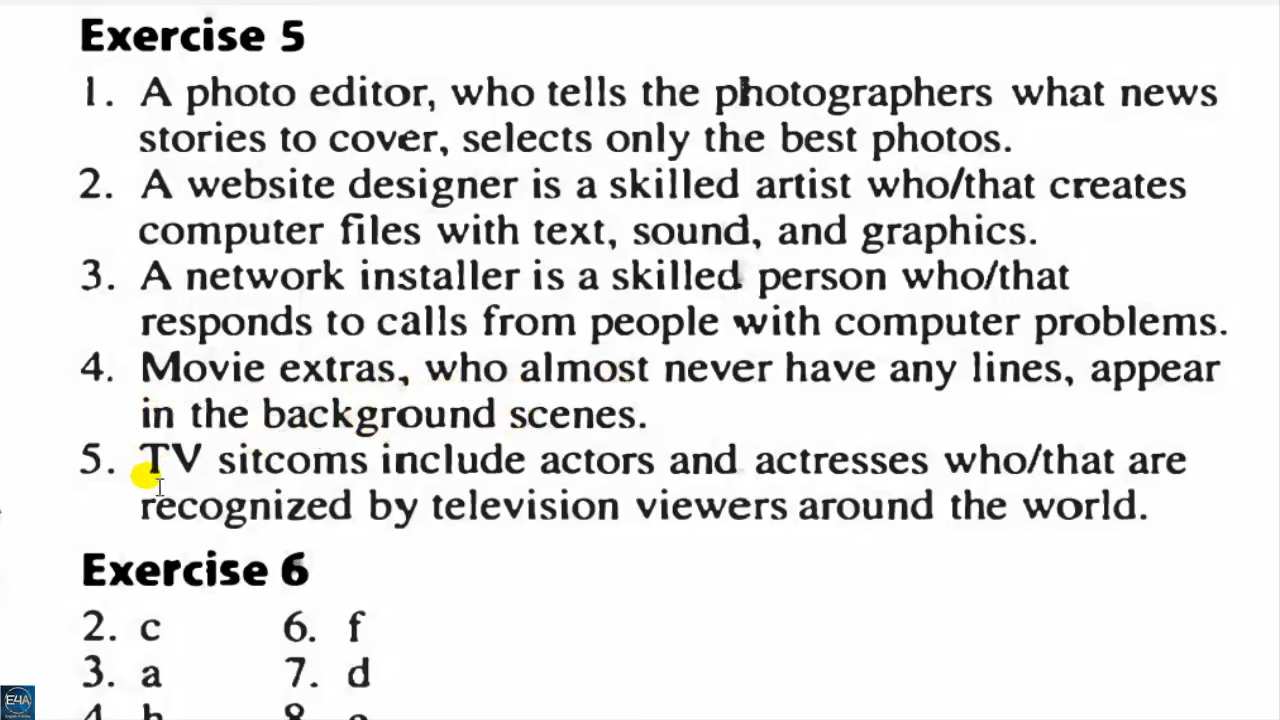 Exercise 5
1. A photo editor, who tells the photographers what news
stories to cover, selects only the best photos.
2. A website designer is a skilled artist who/that creates
computer files with text, sound, and graphics.
3. A network installer is a skilled person who/that
responds to calls from people with computer problems.
4. Movie extras, who almost never have any lines, appear
in the background scenes.
5. TV sitcoms include actors and actresses who/that are
recognized by television viewers around the world.
Exercise 6
2. c 6. f
3. a 7. d
E4A